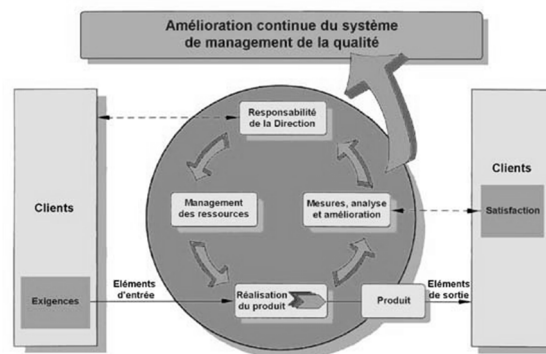 Amélioration continue du système
de management de la qualité
Responsabilité
de la Direction
Clients
Clients
Management
des ressources
Mesures, analyse
et amélioration
Satisfaction
Exigences
Eléments
d'entrée
Réalisation
du produit
Produit
Eléments
de sortie